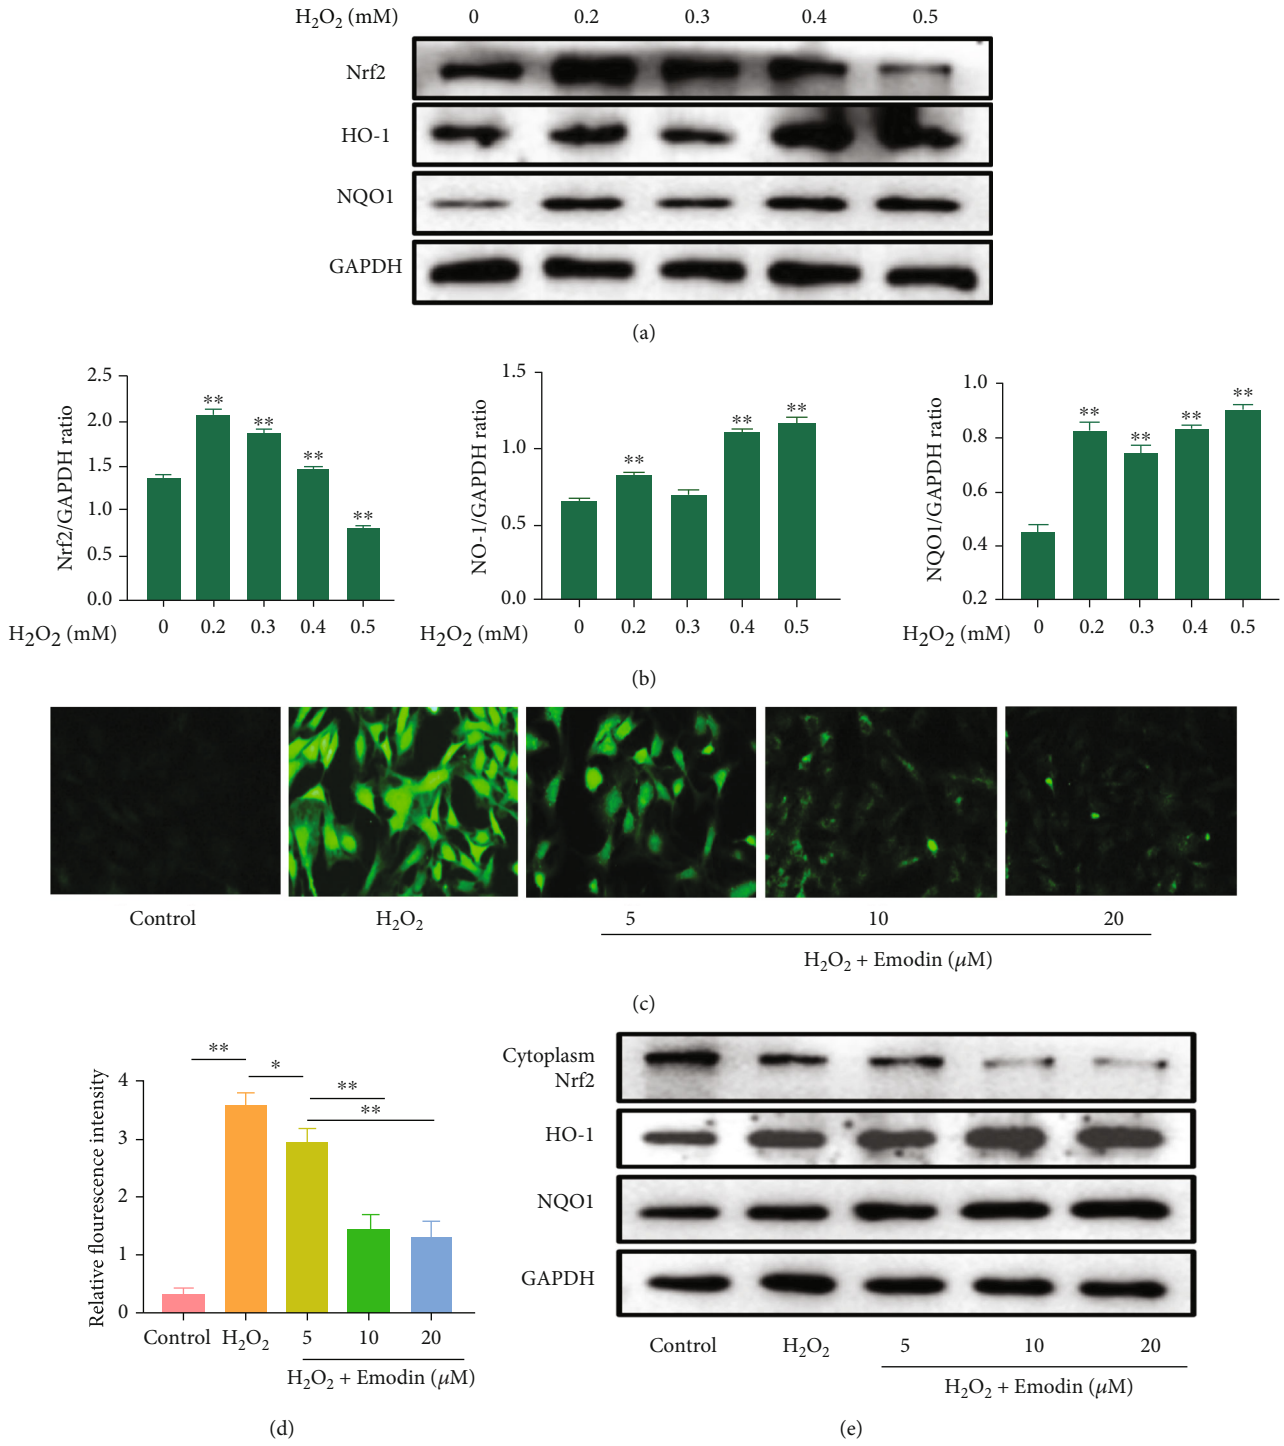 H₂O₂ (mM) 0 0.2 0.3 0.4 0.5
Nrf2
HO-1
NQO1
GAPDH
(a)
Nrf2/GAPDH ratio
2.5
2.0
1.5
1.0
0.5
0.0
** ** ** **
H₂O₂ (mM) 0 0.2 0.3 0.4 0.5
NO-1/GAPDH ratio
1.5
1.0
0.5
0.0
** ** **
H₂O₂ (mM) 0 0.2 0.3 0.4 0.5
NQO1/GAPDH ratio
1.0
0.8
0.6
0.4
0.2
** ** ** **
H₂O₂ (mM) 0 0.2 0.3 0.4 0.5
(b)
Control H₂O₂ 5 10 20
H₂O₂ + Emodin (μM)
(c)
Relative flourescence intensity
4
3
2
1
0
** * ** **
Control H₂O₂ 5 10 20
H₂O₂ + Emodin (μM)
(d)
Cytoplasm
Nrf2
HO-1
NQO1
GAPDH
Control H₂O₂ 5 10 20
H₂O₂ + Emodin (μM)
(e)